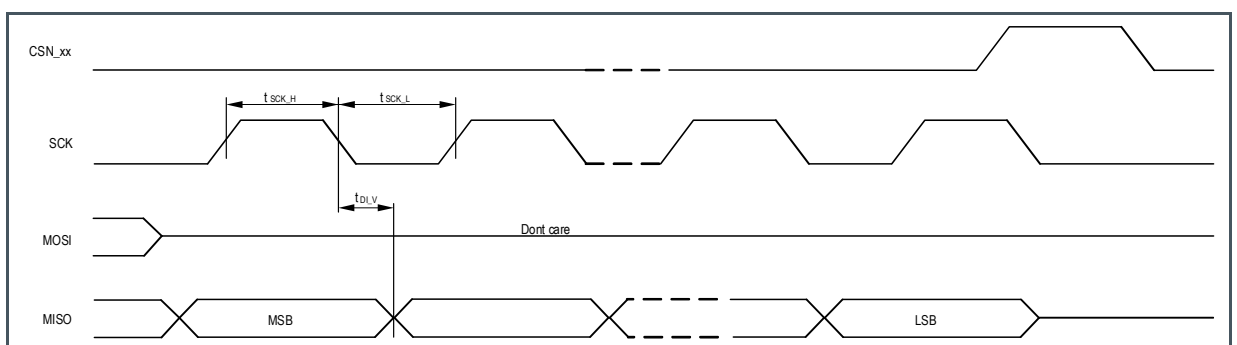 CSN_xx
t SCK_H
t SCK_L
SCK
t DI_V
MOSI
Dont care
MISO
MSB
LSB